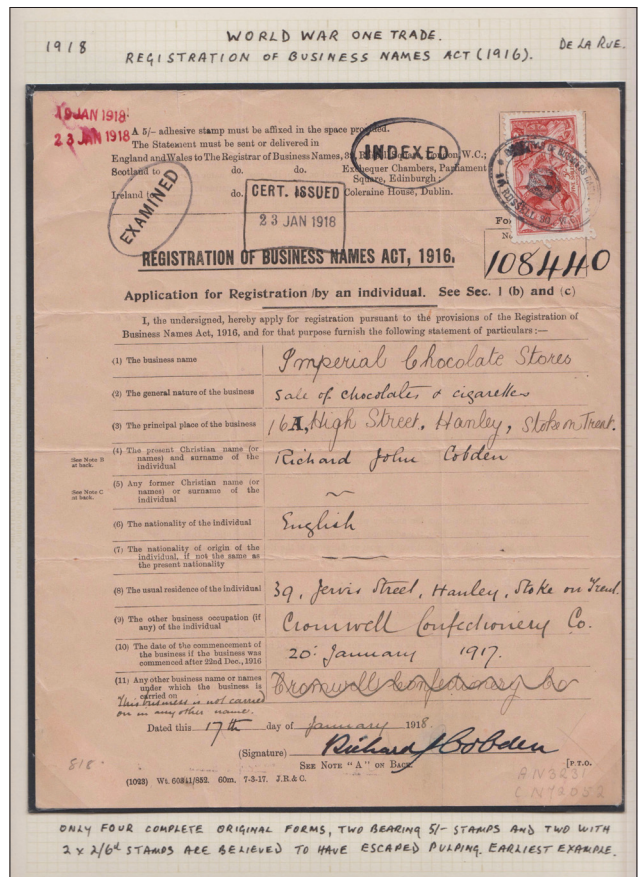 1918
WORLD WAR ONE TRADE.
REGISTRATION OF BUSINESS NAMES ACT (1916).
DE LA RUE.
19 JAN 1918
23 JAN 1918
A 5/- adhesive stamp must be affixed in the space provided.
The Statement must be sent or delivered in
England and Wales to The Registrar of Business Names, 39, London, W.C.;
Scotland to do. do. Exchequer Chambers, Parliament
Square, Edinburgh;
Ireland to do. Coleraine House, Dublin.
INDEXED
EXAMINED
CERT. ISSUED
23 JAN 1918
108440
REGISTRATION OF BUSINESS NAMES ACT, 1916.
Application for Registration by an individual. See Sec. 1 (b) and (c)
I, the undersigned, hereby apply for registration pursuant to the provisions of the Registration of
Business Names Act, 1916, and for that purpose furnish the following statement of particulars :—
(1) The business name Imperial Chocolate Stores
(2) The general nature of the business Sale of chocolates & cigarettes
(3) The principal place of the business 16A, High Street, Hanley, Stoke on Trent.
See Note B
at back.
(4) The present Christian name (or
names) and surname of the
individual Richard John Cobden
See Note C
at back.
(5) Any former Christian name (or
names) or surname of the
individual ~
(6) The nationality of the individual English
(7) The nationality of origin of the
individual, if not the same as
the present nationality —
(8) The usual residence of the individual 39, Jervis Street, Hanley, Stoke on Trent.
(9) The other business occupation (if
any) of the individual Cromwell Confectionery Co.
(10) The date of the commencement of
the business if the business was
commenced after 22nd Dec., 1916 20: January 1917.
(11) Any other business name or names
under which the business is
carried on Cromwell Confectionery Co
This business is not carried
on in any other name.
Dated this 17th day of January 1918.
(Signature) Richard J Cobden
SEE NOTE "A" ON BACK.
[P.T.O.
818
(1023) Wt. 60841/852. 60m. 7-3-17. J.R.& C.
AN3231
CN72052
ONLY FOUR COMPLETE ORIGINAL FORMS, TWO BEARING 5/- STAMPS AND TWO WITH
2 x 2/6d STAMPS ARE BELIEVED TO HAVE ESCAPED PULPING. EARLIEST EXAMPLE.